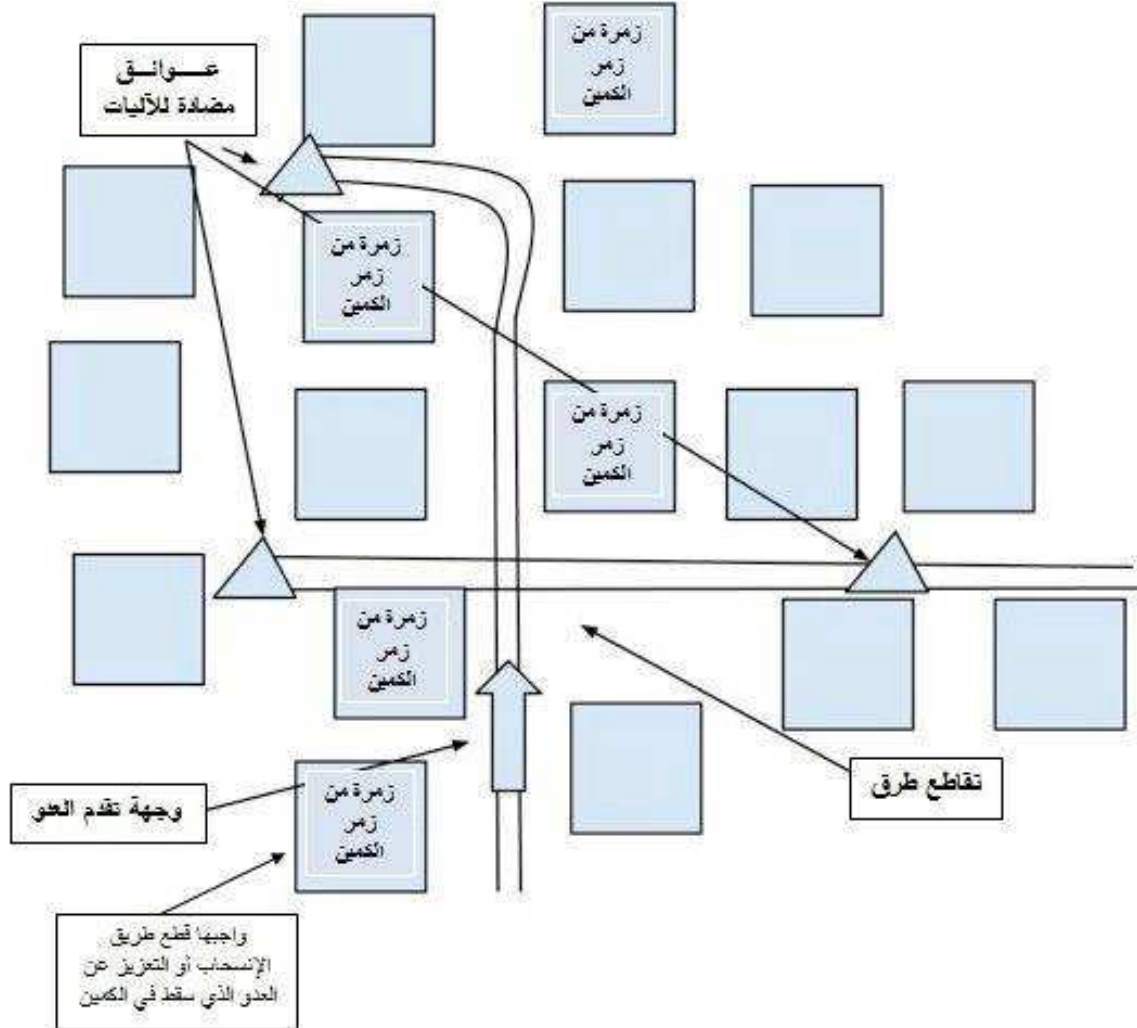 زمرة من
زمر
الكمين
عـــوائـــق
مضادة للآليات
زمرة من
زمر
الكمين
زمرة من
زمر
الكمين
زمرة من
زمر
الكمين
تقاطع طرق
وجهة تقدم العدو
زمرة من
زمر
الكمين
واجبها قطع طريق
الإنسحاب أو التعزيز عن
العدو الذي سقط في الكمين